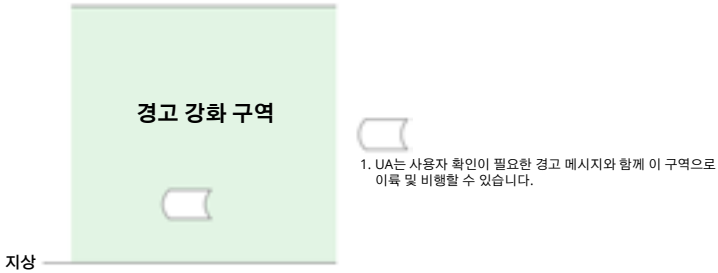 경고 강화 구역
1. UA는 사용자 확인이 필요한 경고 메시지와 함께 이 구역으로
이륙 및 비행할 수 있습니다.
지상